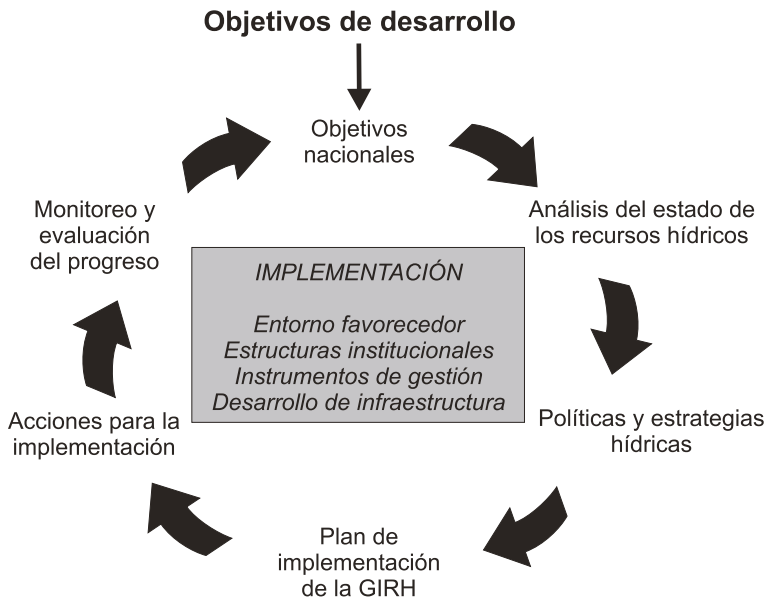 Objetivos de desarrollo
Objetivos
nacionales
Análisis del estado de
los recursos hídricos
Políticas y estrategias
hídricas
Plan de
implementación
de la GIRH
Acciones para la
implementación
Monitoreo y
evaluación
del progreso
IMPLEMENTACIÓN
Entorno favorecedor
Estructuras institucionales
Instrumentos de gestión
Desarrollo de infraestructura